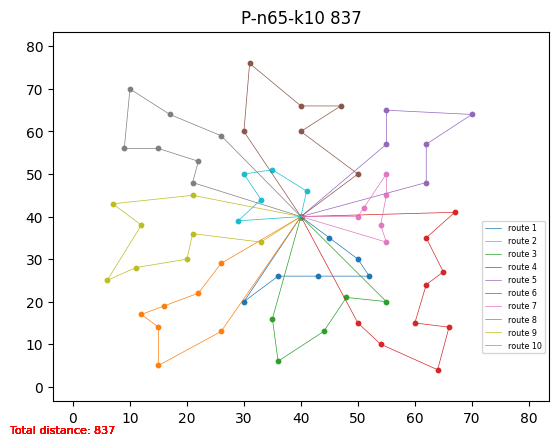 P-n65-k10 837
80
70
60
50
40
30
20
10
0
0 10 20 30 40 50 60 70 80
route 1
route 2
route 3
route 4
route 5
route 6
route 7
route 8
route 9
route 10
Total distance: 837